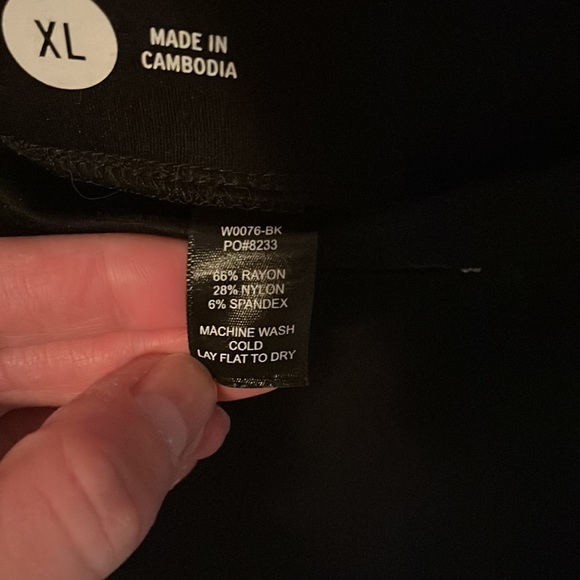 XL
MADE IN
CAMBODIA
W0076-BK
PO#8233
66% RAYON
28% NYLON
6% SPANDEX
MACHINE WASH
COLD
LAY FLAT TO DRY